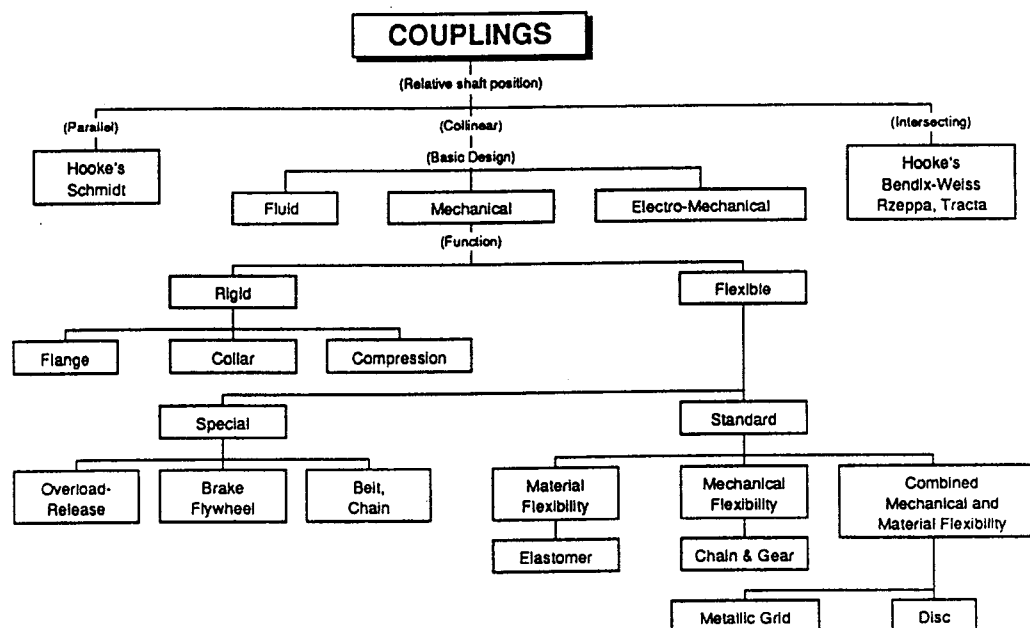 COUPLINGS
(Relative shaft position)
(Parallel)
(Collinear)
(Intersecting)
Hooke's
Schmidt
(Basic Design)
Hooke's
Bendix-Weiss
Rzeppa, Tracta
Fluid
Mechanical
Electro-Mechanical
(Function)
Rigid
Flexible
Flange
Collar
Compression
Special
Standard
Overload-
Release
Brake
Flywheel
Belt,
Chain
Material
Flexibility
Mechanical
Flexibility
Combined
Mechanical and
Material Flexibility
Elastomer
Chain & Gear
Metallic Grid
Disc